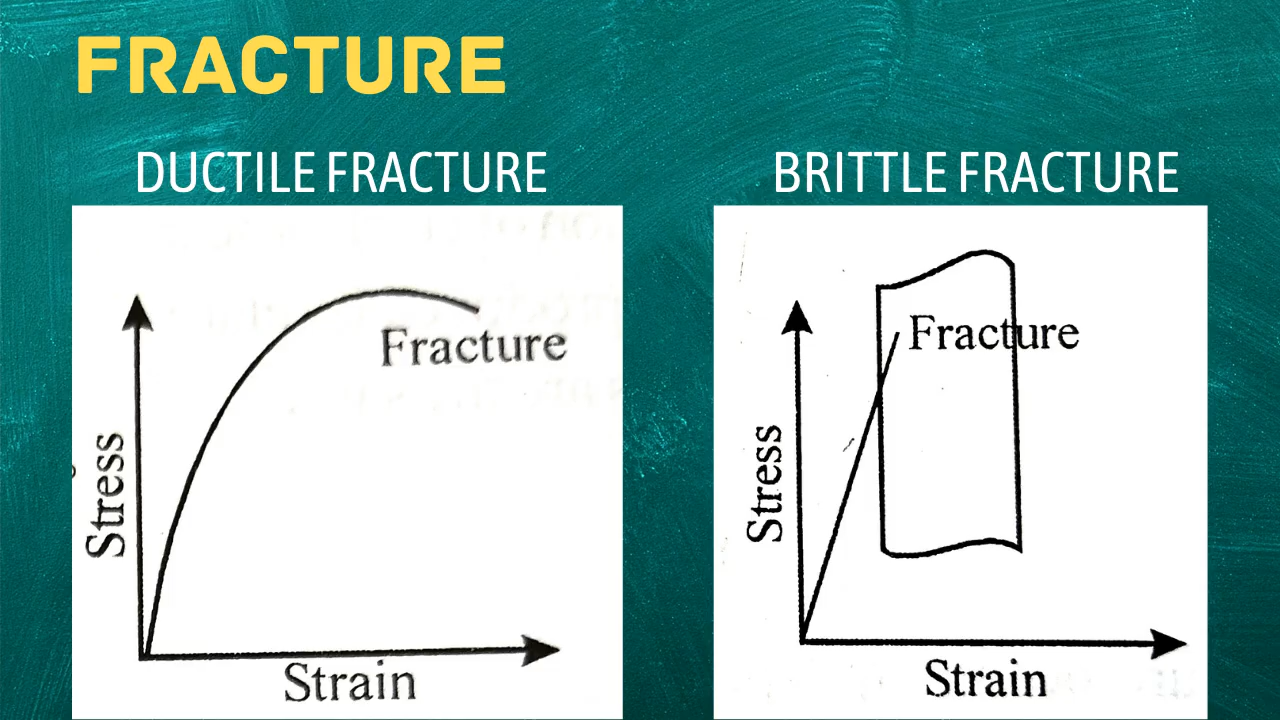 FRACTURE
DUCTILE FRACTURE
BRITTLE FRACTURE
Fracture
Stress
Strain
Fracture
Stress
Strain